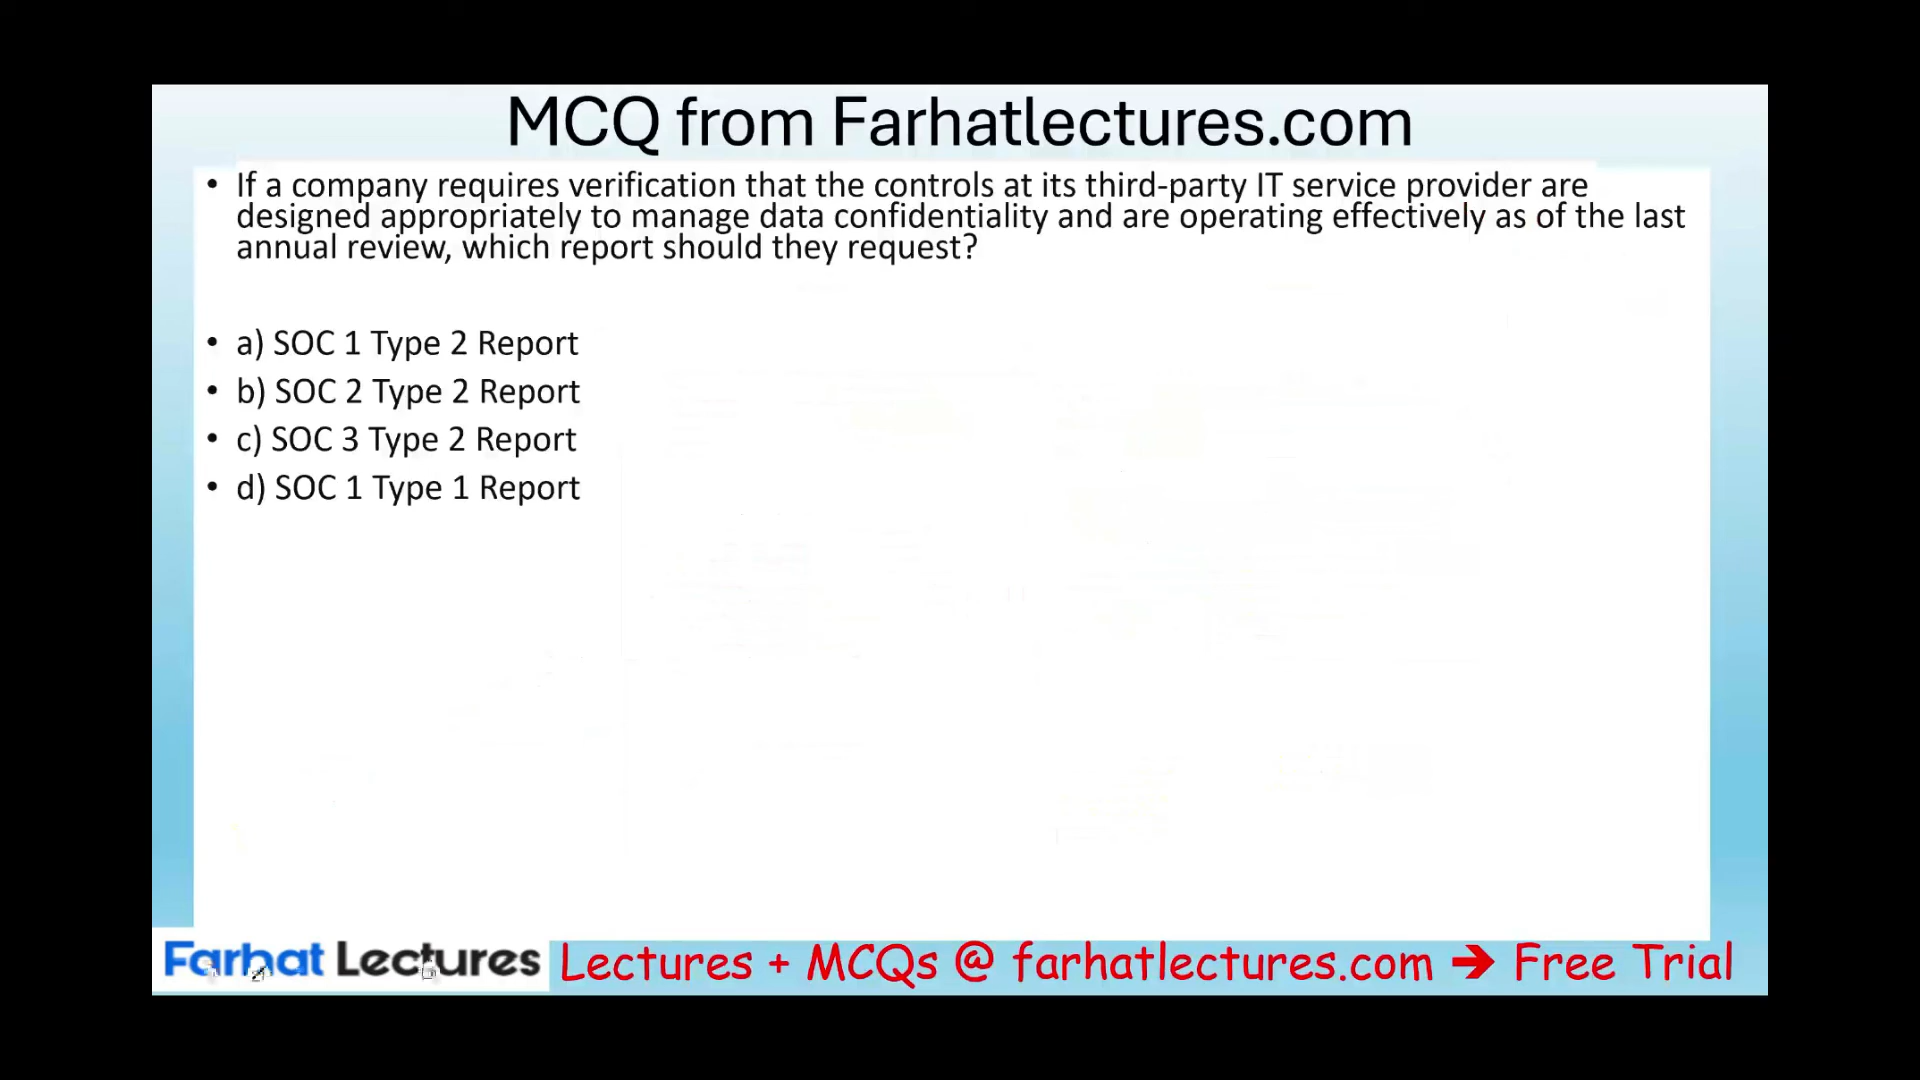 MCQ from Farhatlectures.com
• If a company requires verification that the controls at its third-party IT service provider are
designed appropriately to manage data confidentiality and are operating effectively as of the last
annual review, which report should they request?
• a) SOC 1 Type 2 Report
• b) SOC 2 Type 2 Report
• c) SOC 3 Type 2 Report
• d) SOC 1 Type 1 Report
Farhat Lectures Lectures + MCQs @ farhatlectures.com → Free Trial